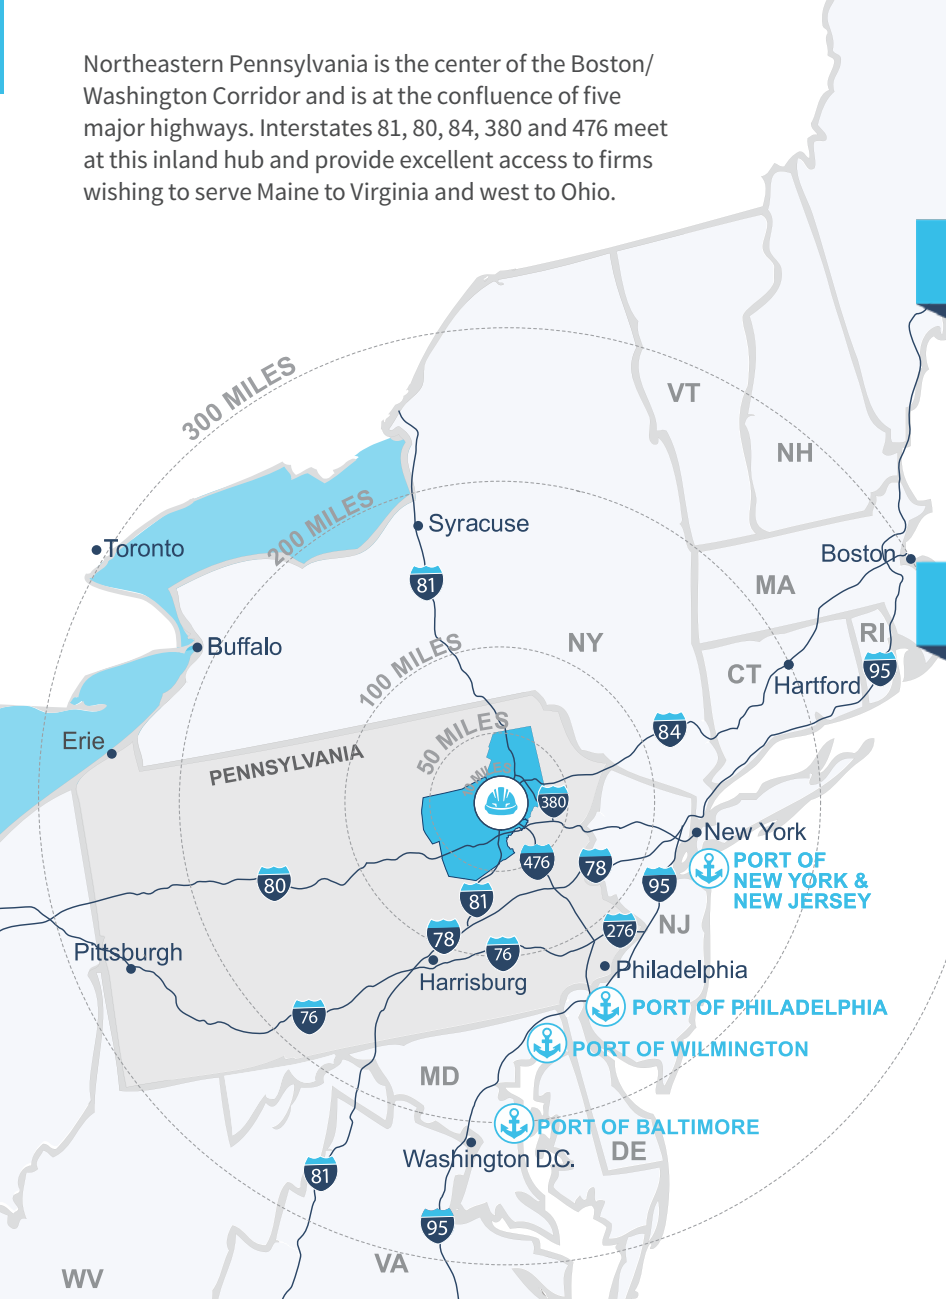 Northeastern Pennsylvania is the center of the Boston/
Washington Corridor and is at the confluence of five
major highways. Interstates 81, 80, 84, 380 and 476 meet
at this inland hub and provide excellent access to firms
wishing to serve Maine to Virginia and west to Ohio.
300 MILES
VT
NH
200 MILES
Syracuse
Toronto
Boston
81
MA
NY
RI
Buffalo
100 MILES
CT
95
Hartford
50 MILES
84
Erie
PENNSYLVANIA
MILES
380
New York
476
78
PORT OF
NEW YORK &
NEW JERSEY
80
95
81
NJ
276
78
76
Pittsburgh
Philadelphia
Harrisburg
PORT OF PHILADELPHIA
76
PORT OF WILMINGTON
MD
PORT OF BALTIMORE
DE
Washington D.C.
81
95
VA
WV